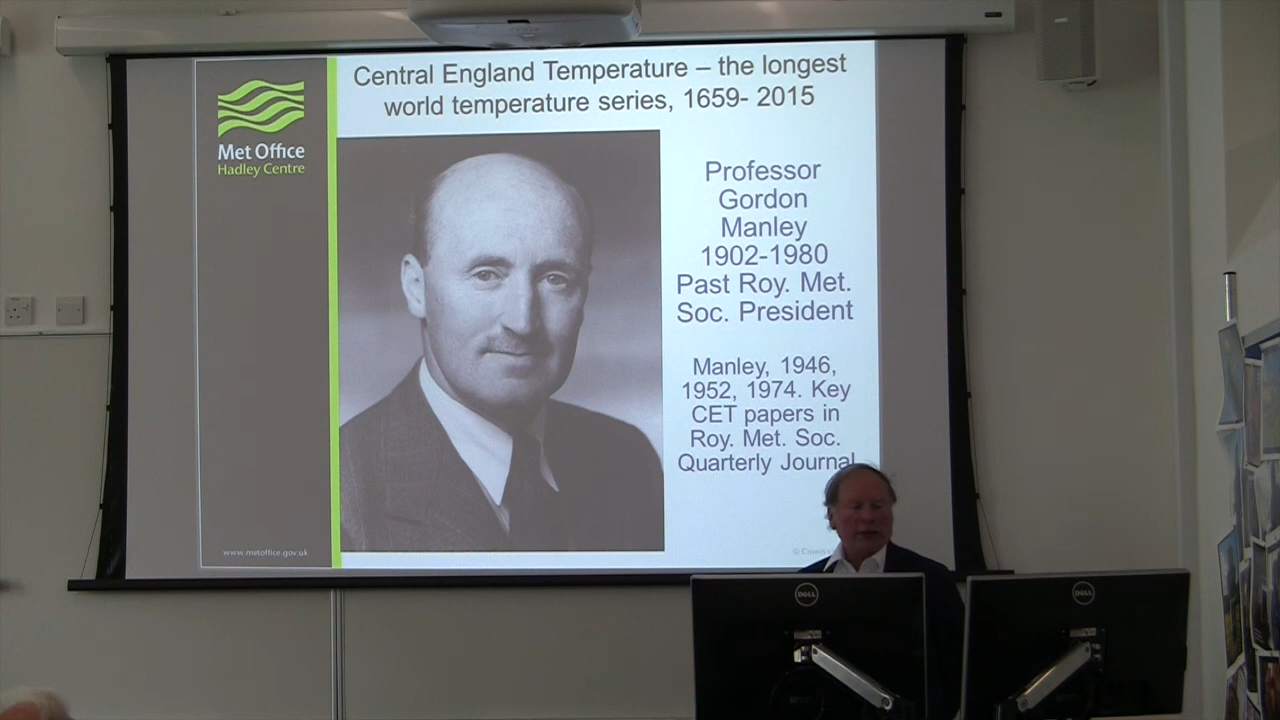 Central England Temperature – the longest
world temperature series, 1659- 2015
Met Office
Hadley Centre
Professor
Gordon
Manley
1902-1980
Past Roy. Met.
Soc. President
Manley, 1946,
1952, 1974. Key
CET papers in
Roy. Met. Soc.
Quarterly Journal
www.metoffice.gov.uk
© Crown
DELL
DELL